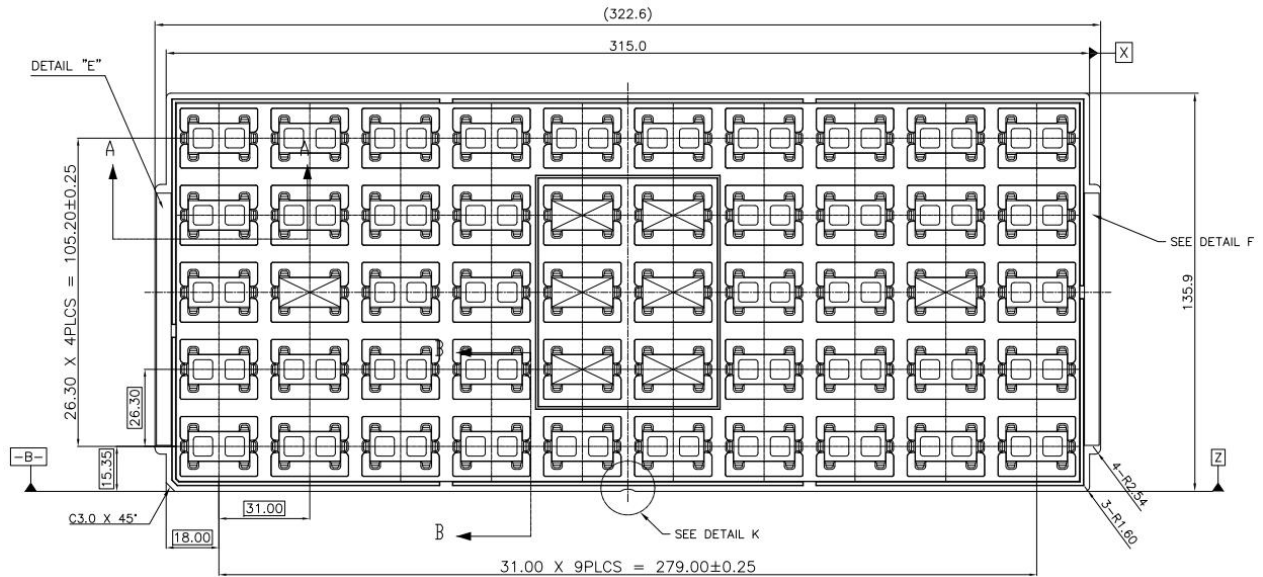 (322.6)
315.0
X
DETAIL "E"
A
A
26.30 X 4PLCS = 105.20±0.25
SEE DETAIL F
135.9
B
26.30
-B-
15.35
Z
4-R2.54
3-R1.60
C3.0 X 45°
31.00
B
SEE DETAIL K
18.00
31.00 X 9PLCS = 279.00±0.25